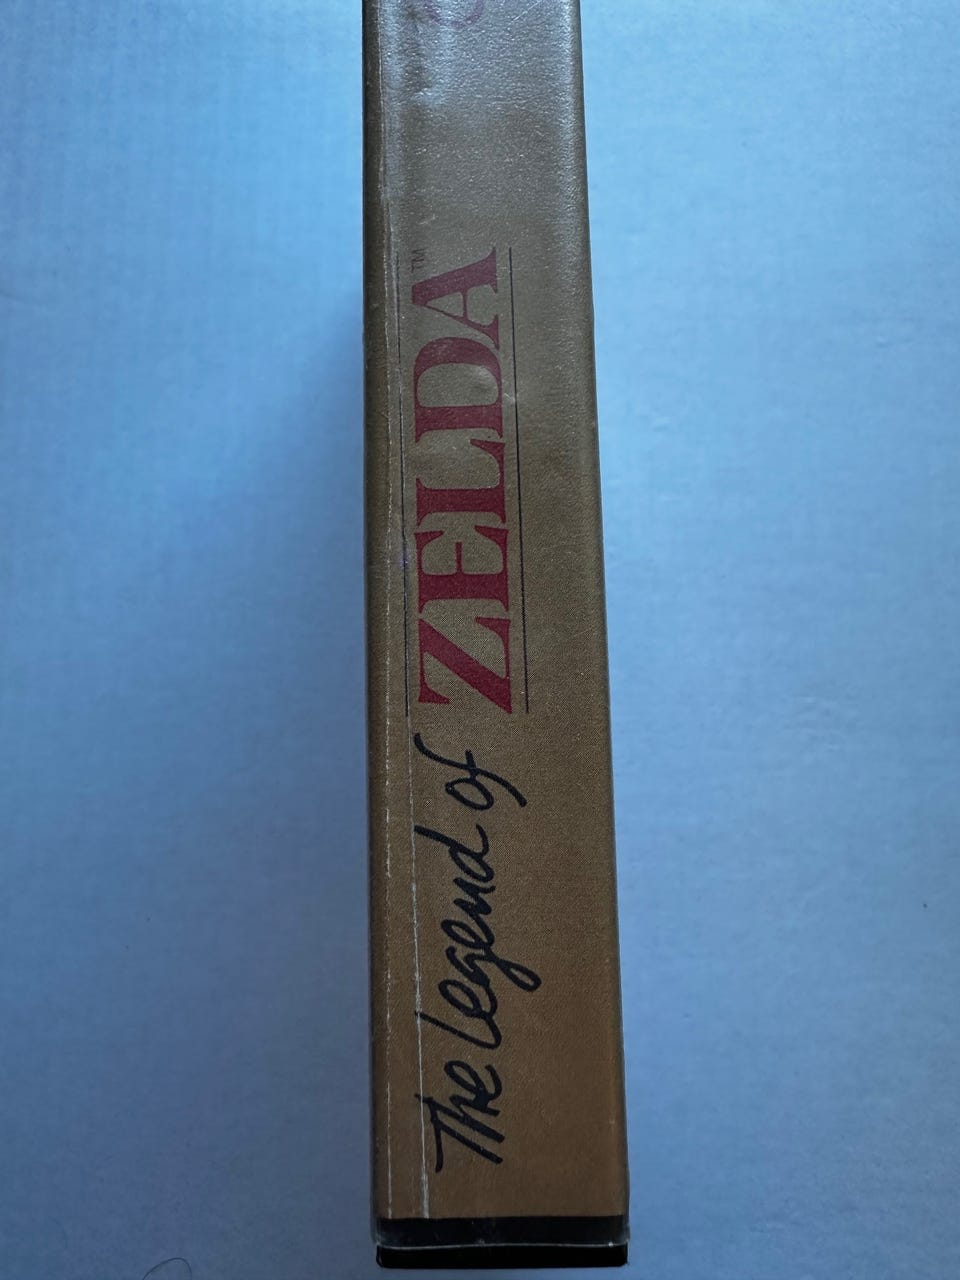 The Legend of ZELDA™